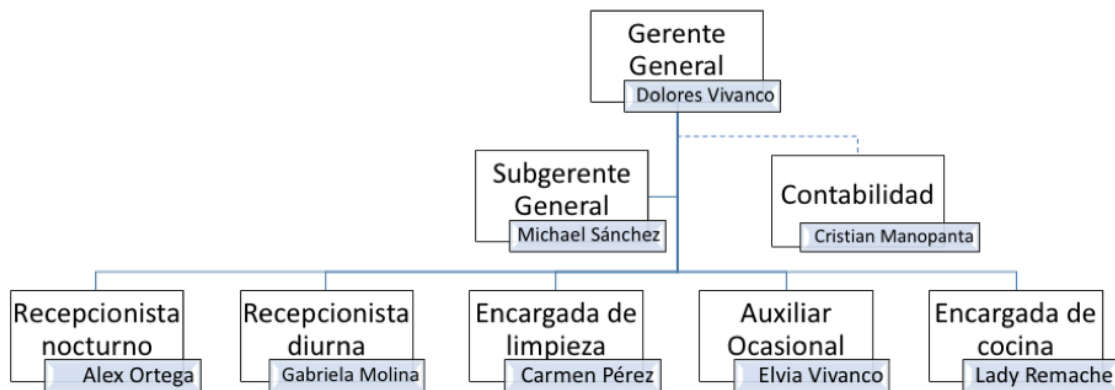 Gerente
General
Dolores Vivanco
Subgerente
General
Michael Sánchez
Contabilidad
Cristian Manopanta
Recepcionista
nocturno
Alex Ortega
Recepcionista
diurna
Gabriela Molina
Encargada de
limpieza
Carmen Pérez
Auxiliar
Ocasional
Elvia Vivanco
Encargada de
cocina
Lady Remache